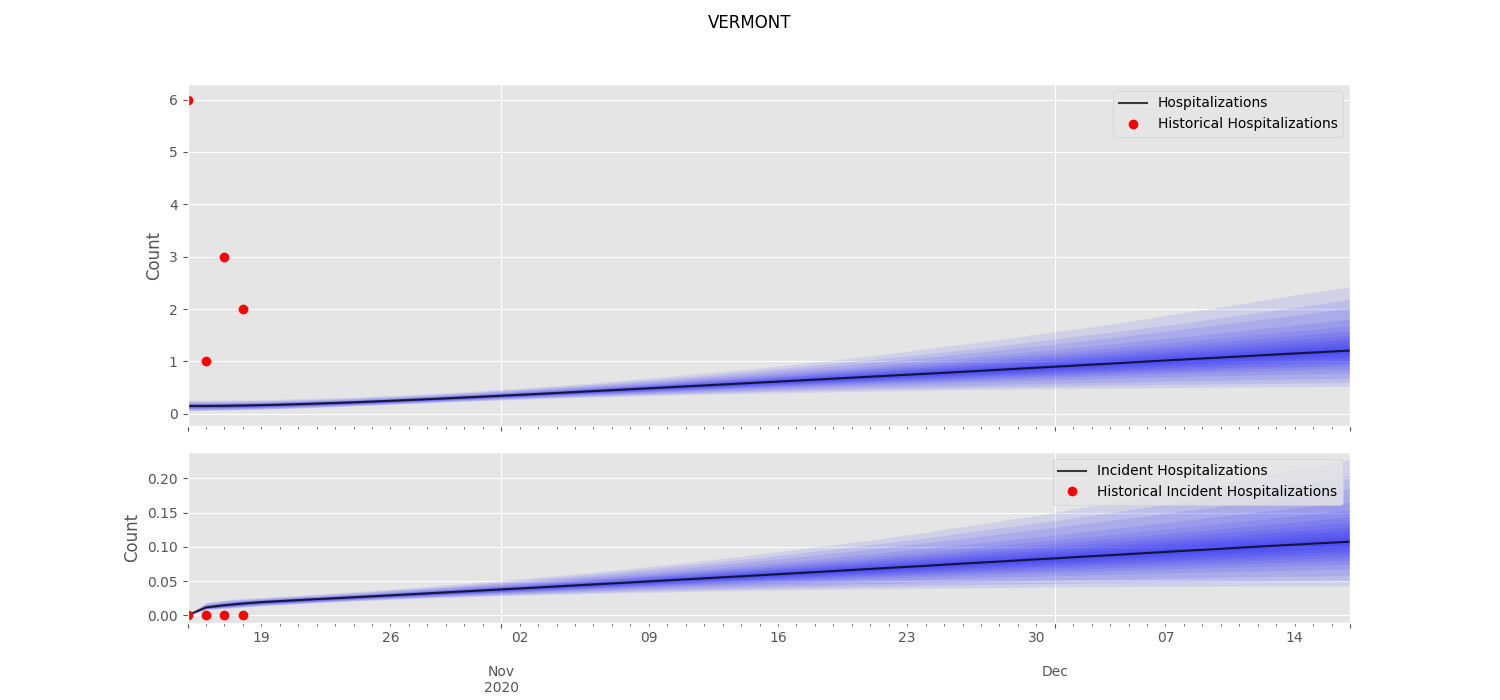 VERMONT
6
5
4
3
2
1
0
Count
Hospitalizations
Historical Hospitalizations
0.20
0.15
0.10
0.05
0.00
Count
Incident Hospitalizations
Historical Incident Hospitalizations
19 26 02 09 16 23 30 07 14
Nov Dec
2020